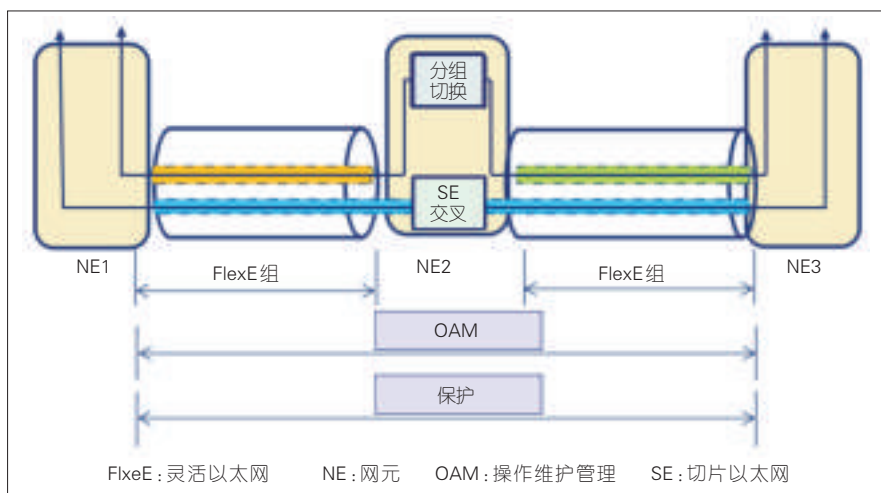 分组
切换
SE
交叉
NE1
FlexE组
NE2
FlexE组
NE3
OAM
保护
FlxeE：灵活以太网 NE：网元 OAM：操作维护管理 SE：切片以太网